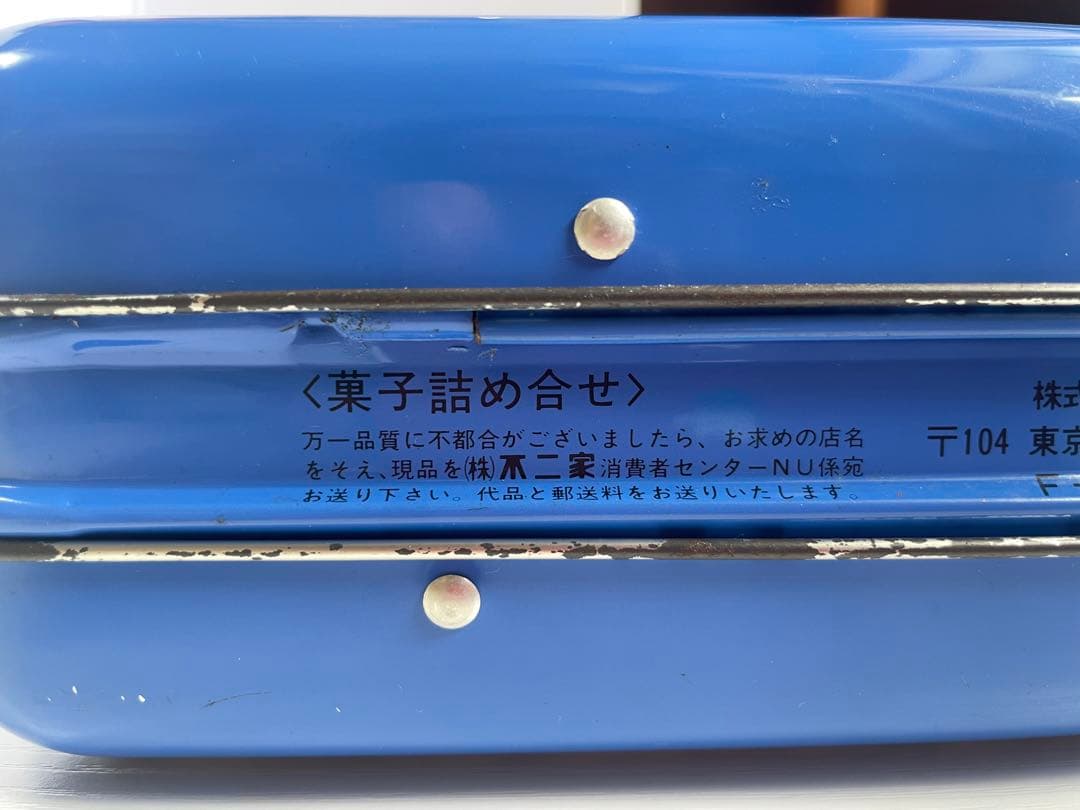 〈菓子詰め合せ〉
万一品質に不都合がございましたら、お求めの店名
をそえ、現品を㈱不二家消費者センターNU係宛
お送り下さい。代品と郵送料をお送りいたします。
株式
〒104 東京
F-